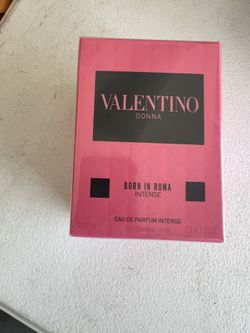 VALENTINO
DONNA
BORN IN ROMA
INTENSE
EAU DE PARFUM INTENSE